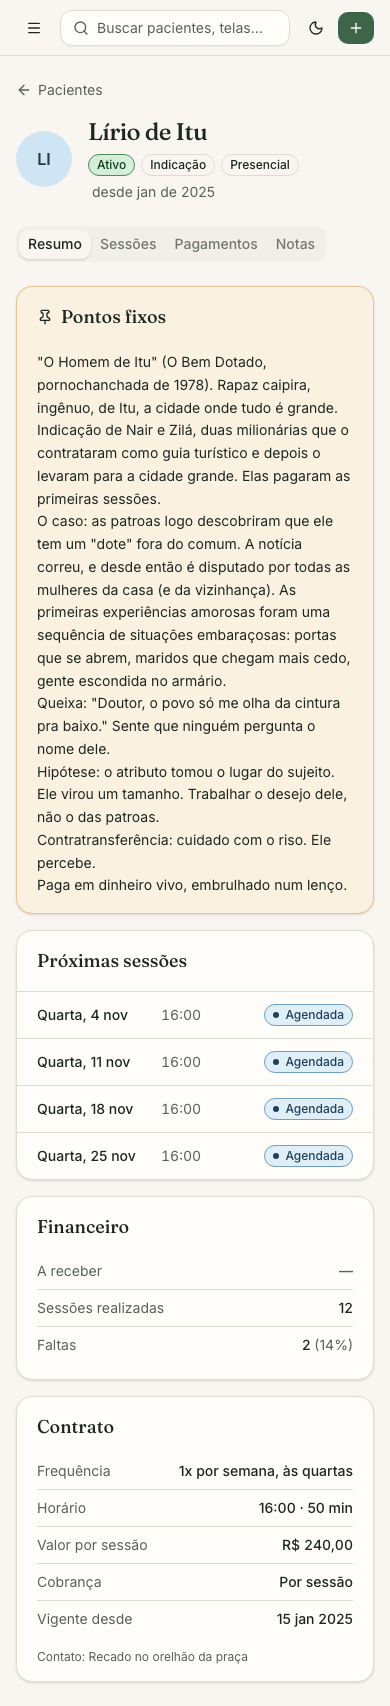 Buscar pacientes, telas...
Pacientes
LI
Lírio de Itu
Ativo Indicação Presencial
desde jan de 2025
Resumo Sessões Pagamentos Notas
Pontos fixos
"O Homem de Itu" (O Bem Dotado,
pornochanchada de 1978). Rapaz caipira,
ingênuo, de Itu, a cidade onde tudo é grande.
Indicação de Nair e Zilá, duas milionárias que o
contrataram como guia turístico e depois o
levaram para a cidade grande. Elas pagaram as
primeiras sessões.
O caso: as patroas logo descobriram que ele
tem um "dote" fora do comum. A notícia
correu, e desde então é disputado por todas as
mulheres da casa (e da vizinhança). As
primeiras experiências amorosas foram uma
sequência de situações embaraçosas: portas
que se abrem, maridos que chegam mais cedo,
gente escondida no armário.
Queixa: "Doutor, o povo só me olha da cintura
pra baixo." Sente que ninguém pergunta o
nome dele.
Hipótese: o atributo tomou o lugar do sujeito.
Ele virou um tamanho. Trabalhar o desejo dele,
não o das patroas.
Contratransferência: cuidado com o riso. Ele
percebe.
Paga em dinheiro vivo, embrulhado num lenço.
Próximas sessões
Quarta, 4 nov 16:00 Agendada
Quarta, 11 nov 16:00 Agendada
Quarta, 18 nov 16:00 Agendada
Quarta, 25 nov 16:00 Agendada
Financeiro
A receber —
Sessões realizadas 12
Faltas 2 (14%)
Contrato
Frequência 1x por semana, às quartas
Horário 16:00 · 50 min
Valor por sessão R$ 240,00
Cobrança Por sessão
Vigente desde 15 jan 2025
Contato: Recado no orelhão da praça